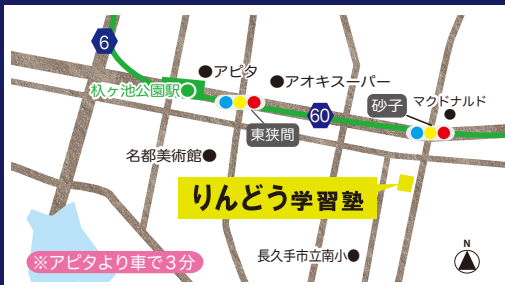 6
アピタ
アオキスーパー
杁ヶ池公園駅
60
砂子
マクドナルド
東狭間
名都美術館
りんどう学習塾
長久手市立南小
※アピタより車で3分
N